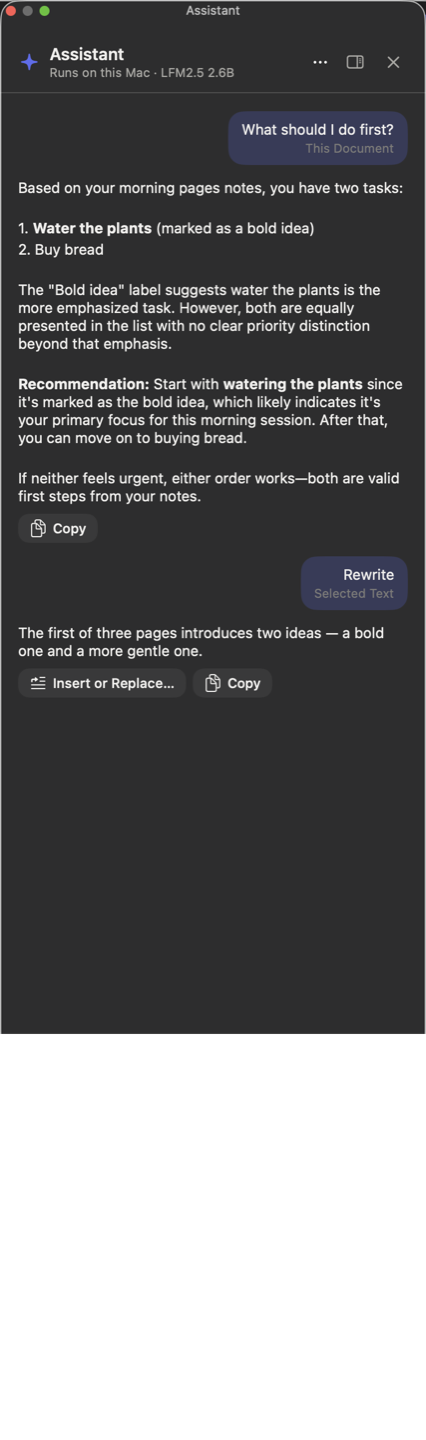 Assistant
Assistant
Runs on this Mac · LFM2.5 2.6B
What should I do first?
This Document
Based on your morning pages notes, you have two tasks:
1. Water the plants (marked as a bold idea)
2. Buy bread
The "Bold idea" label suggests water the plants is the
more emphasized task. However, both are equally
presented in the list with no clear priority distinction
beyond that emphasis.
Recommendation: Start with watering the plants since
it's marked as the bold idea, which likely indicates it's
your primary focus for this morning session. After that,
you can move on to buying bread.
If neither feels urgent, either order works—both are valid
first steps from your notes.
Copy
Rewrite
Selected Text
The first of three pages introduces two ideas — a bold
one and a more gentle one.
Insert or Replace... Copy